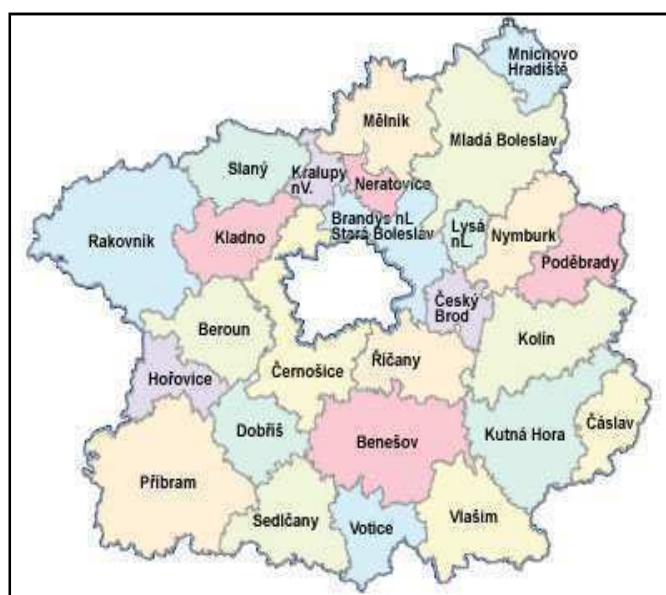 Mnichovo
Hradiště
Mělník
Mladá Boleslav
Slaný
Kralupy
nV.
Neratovice
Brandýs nL
Stará Boleslav
Lysá
nL.
Nymburk
Rakovník
Kladno
Poděbrady
Český
Brod
Beroun
Kolín
Hořovice
Černošice
Říčany
Dobříš
Benešov
Kutná Hora
Čáslav
Příbram
Sedlčany
Votice
Vlašim